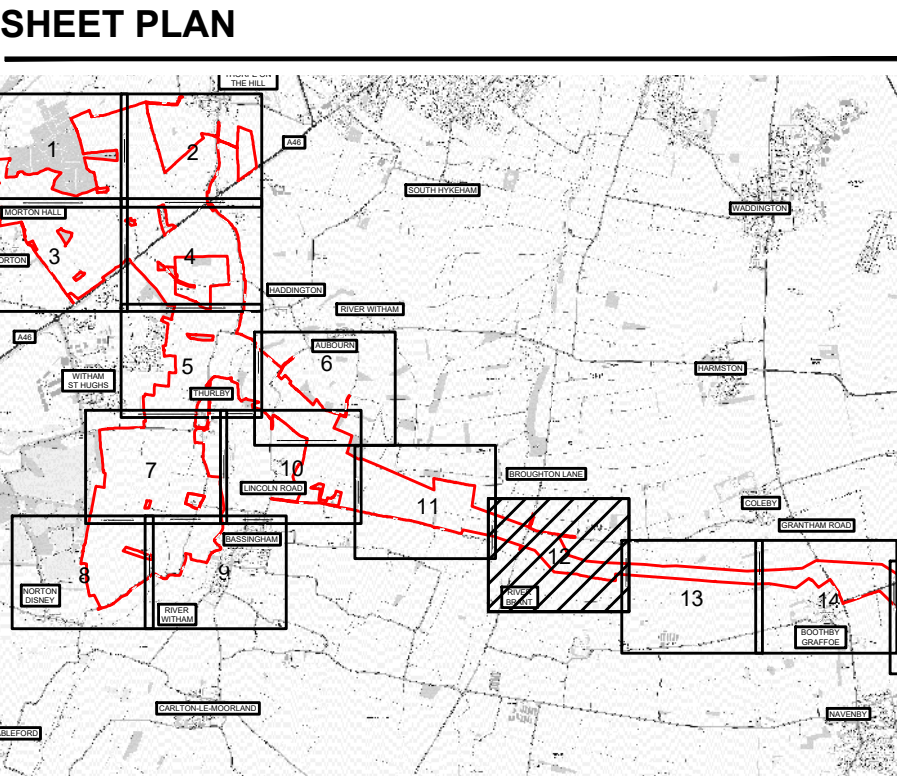 SHEET PLAN
THE HILL
1
2
A46
SOUTH HYKEHAM
WADDINGTON
MORTON HALL
3
4
ORTON
HADDINGTON
RIVER WITHAM
A46
AUBOURN
5
6
HARMSTON
WITHAM
ST HUGHS
THURLBY
7
10
LINCOLN ROAD
BROUGHTON LANE
11
COLEBY
GRANTHAM ROAD
BASSINGHAM
12
8
9
NORTON
DISNEY
RIVER
WITHAM
RIVER
BRANT
13
14
BOOTHBY
GRAFFOE
CARLTON-LE-MOORLAND
NAVENBY
ABLEFORD